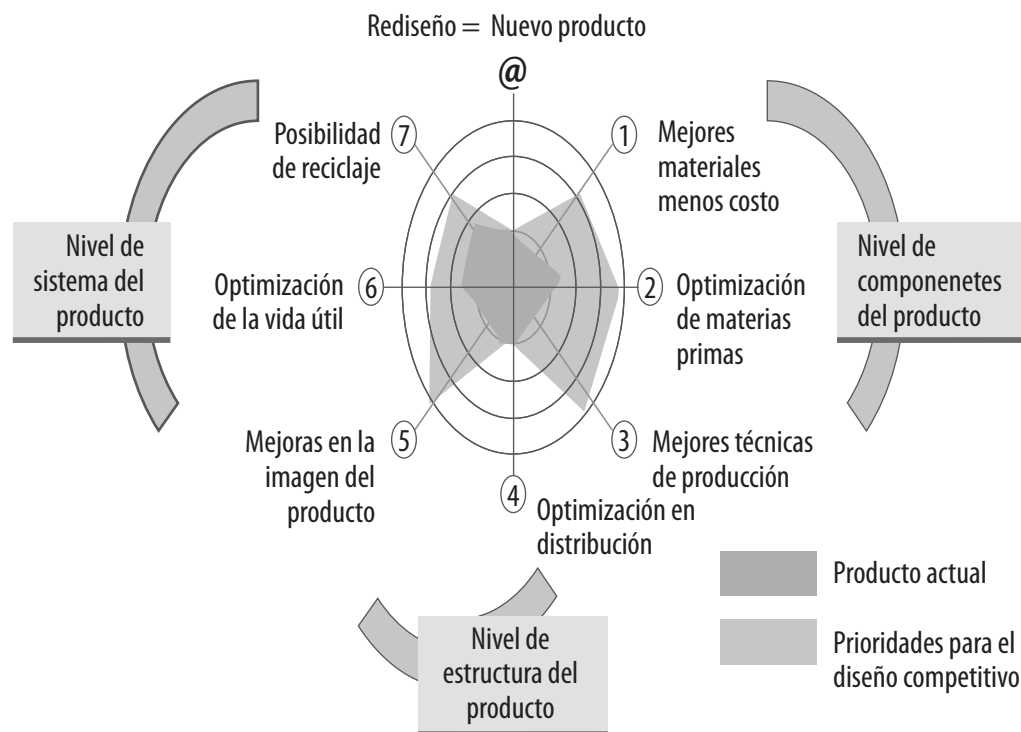 Rediseño = Nuevo producto
@
Posibilidad
de reciclaje
7
1
Mejores
materiales
menos costo
Nivel de
sistema del
producto
Optimización
de la vida útil
6
2
Optimización
de materias
primas
Nivel de
componenetes
del producto
Mejoras en la
imagen del
producto
5
3
Mejores técnicas
de producción
4
Optimización en
distribución
Producto actual
Prioridades para el
diseño competitivo
Nivel de
estructura del
producto